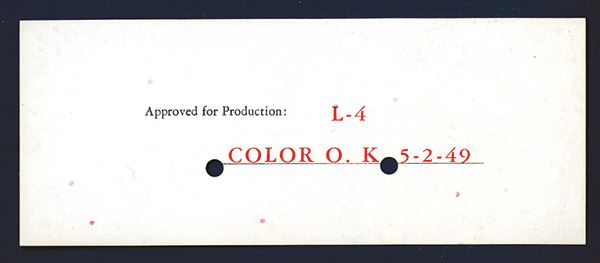 Approved for Production: L-4
COLOR O. K. 5-2-49